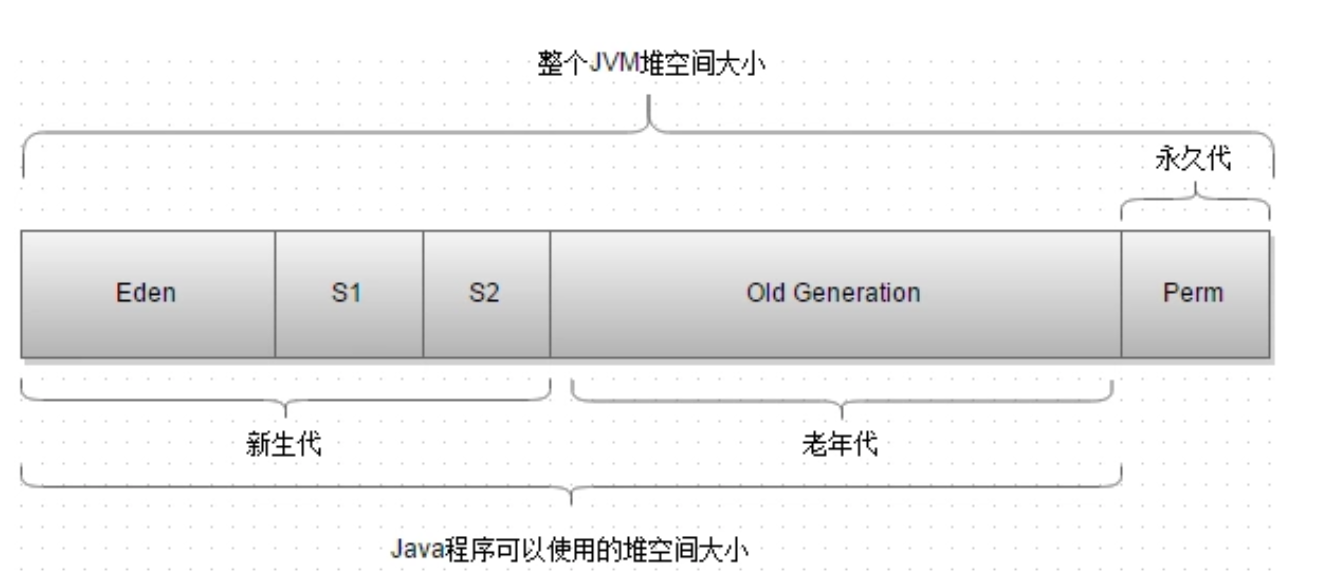 整个JVM堆空间大小
永久代
Eden
S1
S2
Old Generation
Perm
新生代
老年代
Java程序可以使用的堆空间大小